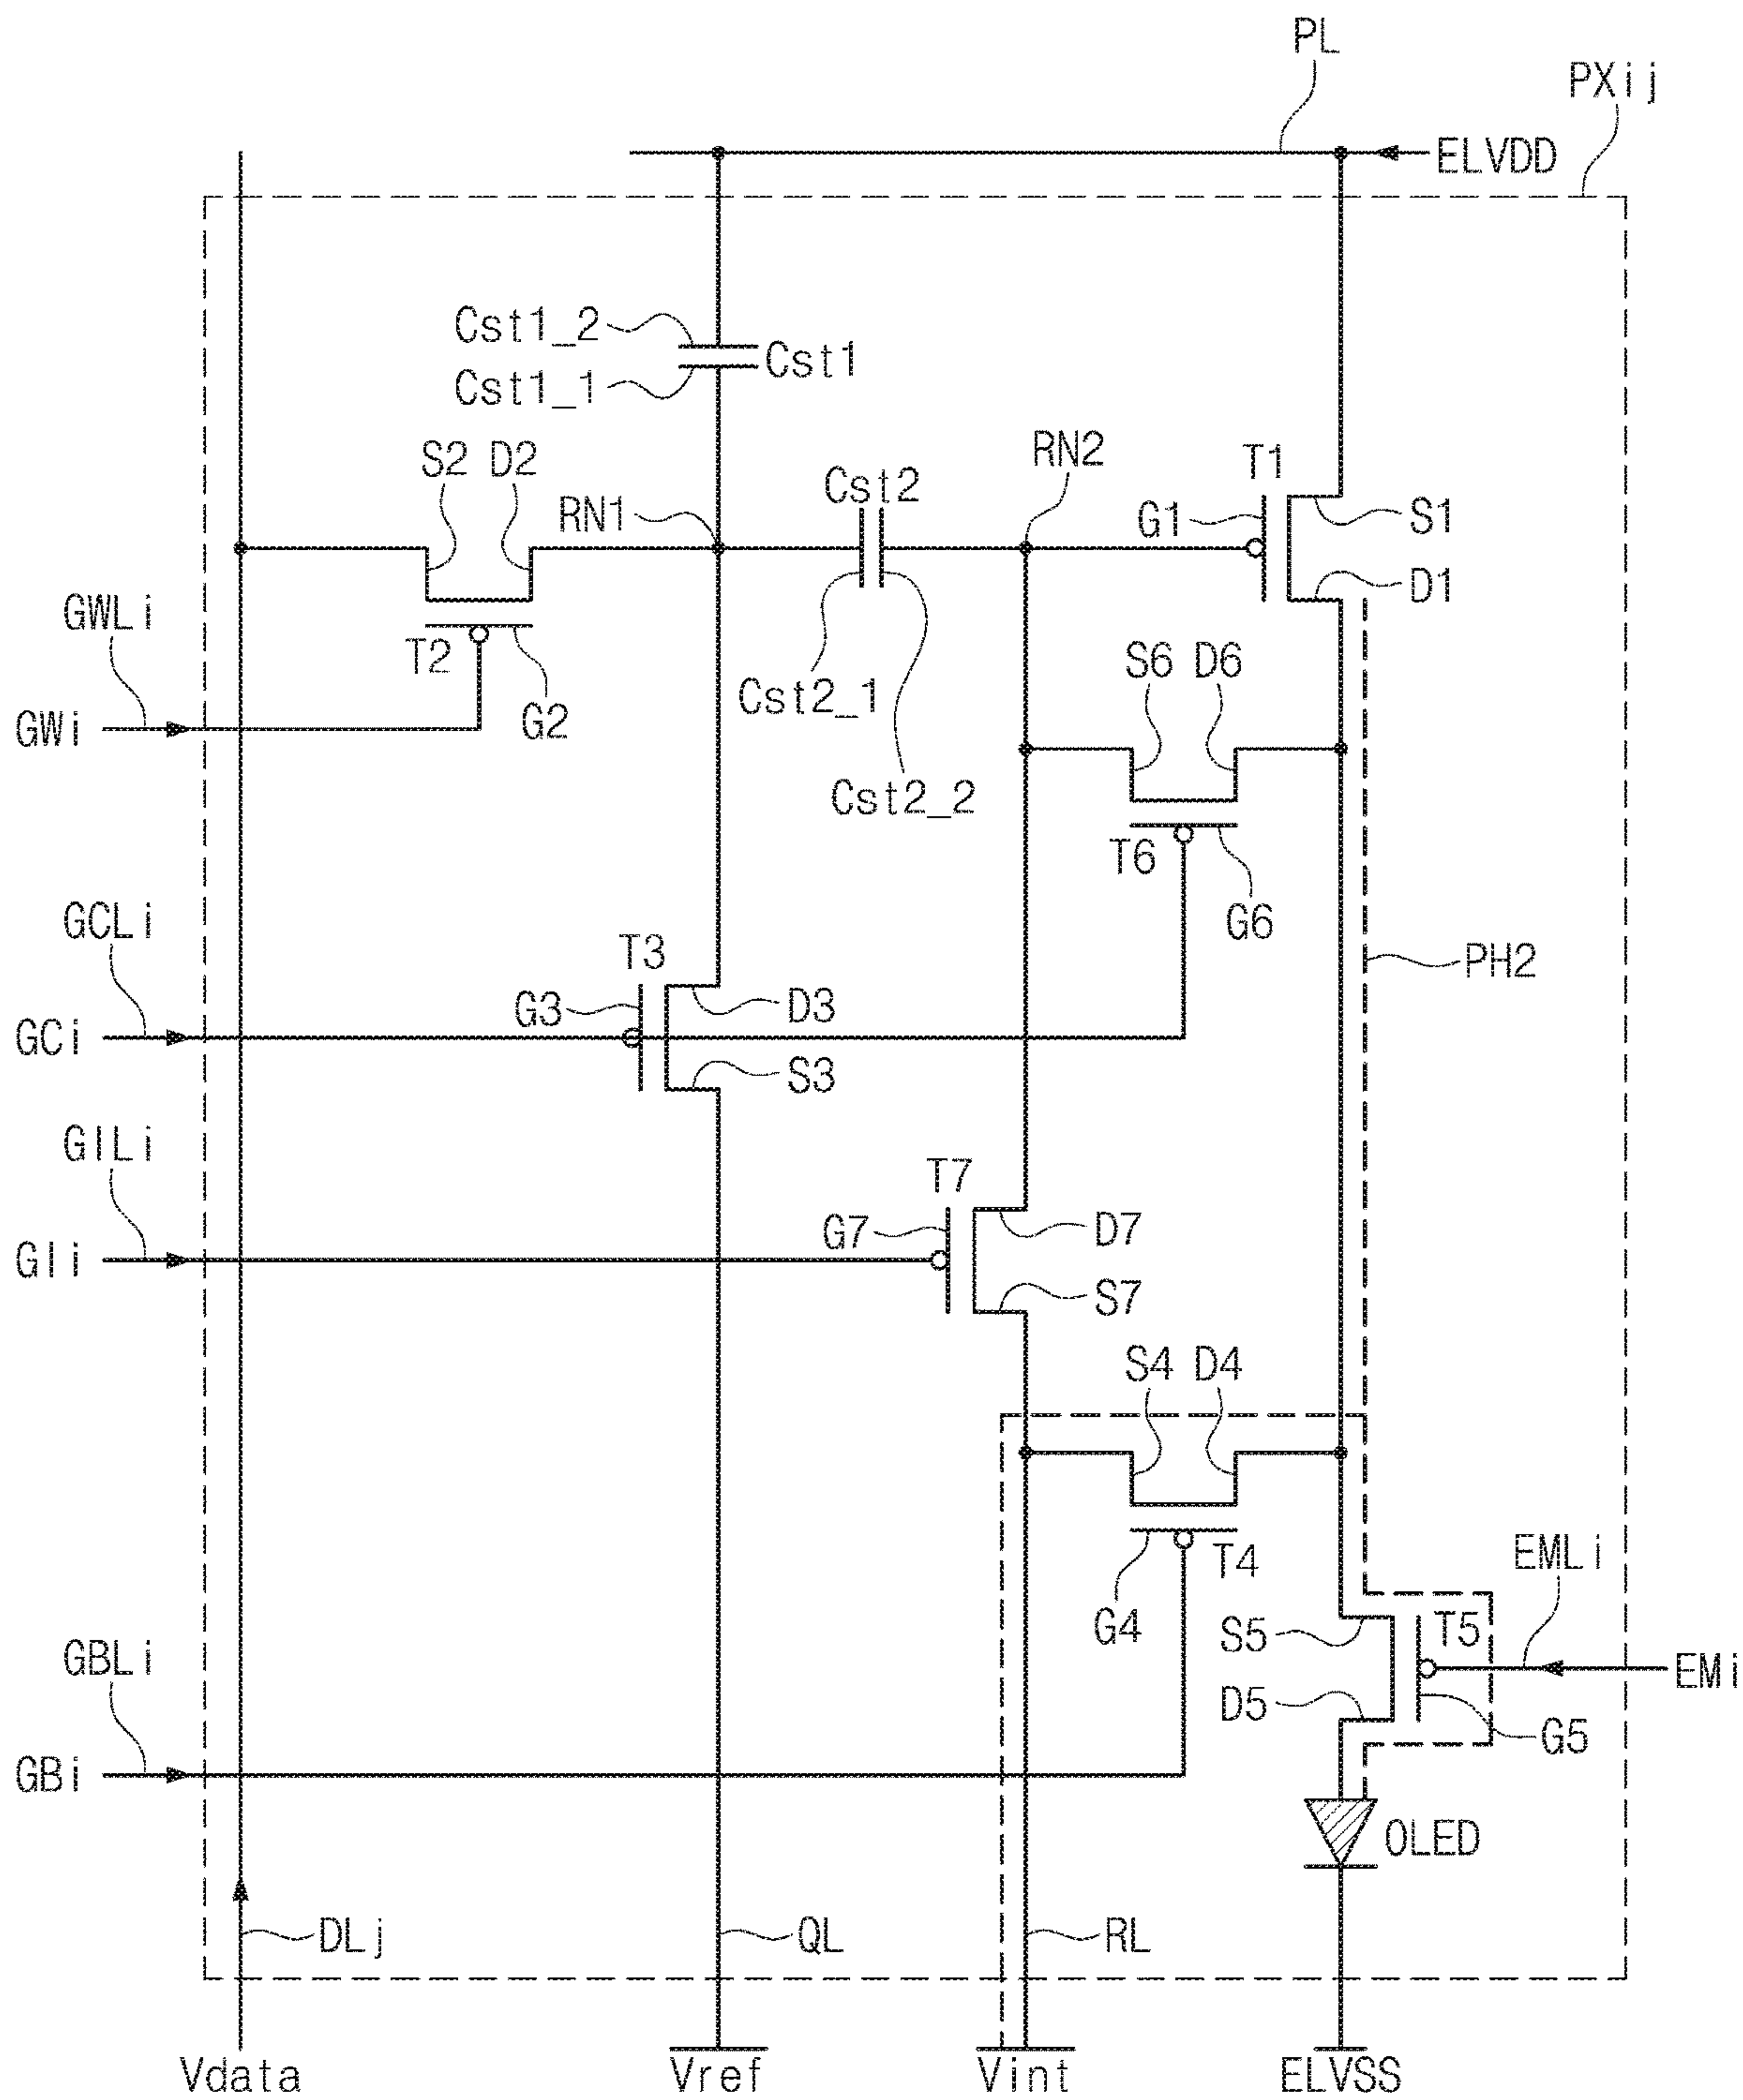 PL
PXij
ELVDD
Cst1_2
Cst1
Cst1_1
S2 D2
RN1
Cst2
RN2
T1
G1
S1
D1
GWLi
T2
G2
GWi
Cst2_1
Cst2_2
S6 D6
T6
G6
GCLi
T3
G3
D3
PH2
GCi
S3
GILi
T7
G7
D7
GIi
S7
S4 D4
T4
G4
EMLi
S5
T5
GBLi
EMi
D5
G5
GBi
OLED
DLj
QL
RL
Vdata
Vref
Vint
ELVSS